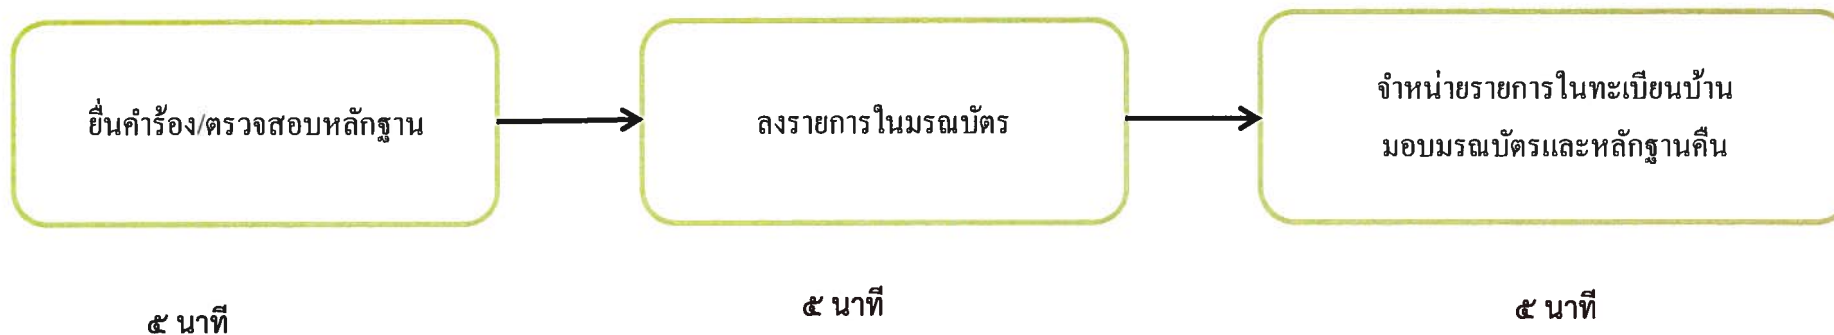 ยื่นคำร้อง/ตรวจสอบหลักฐาน
ลงรายการในมรณบัตร
จำหน่ายรายการในทะเบียนบ้าน
มอบมรณบัตรและหลักฐานคืน
๕ นาที
๕ นาที
๕ นาที